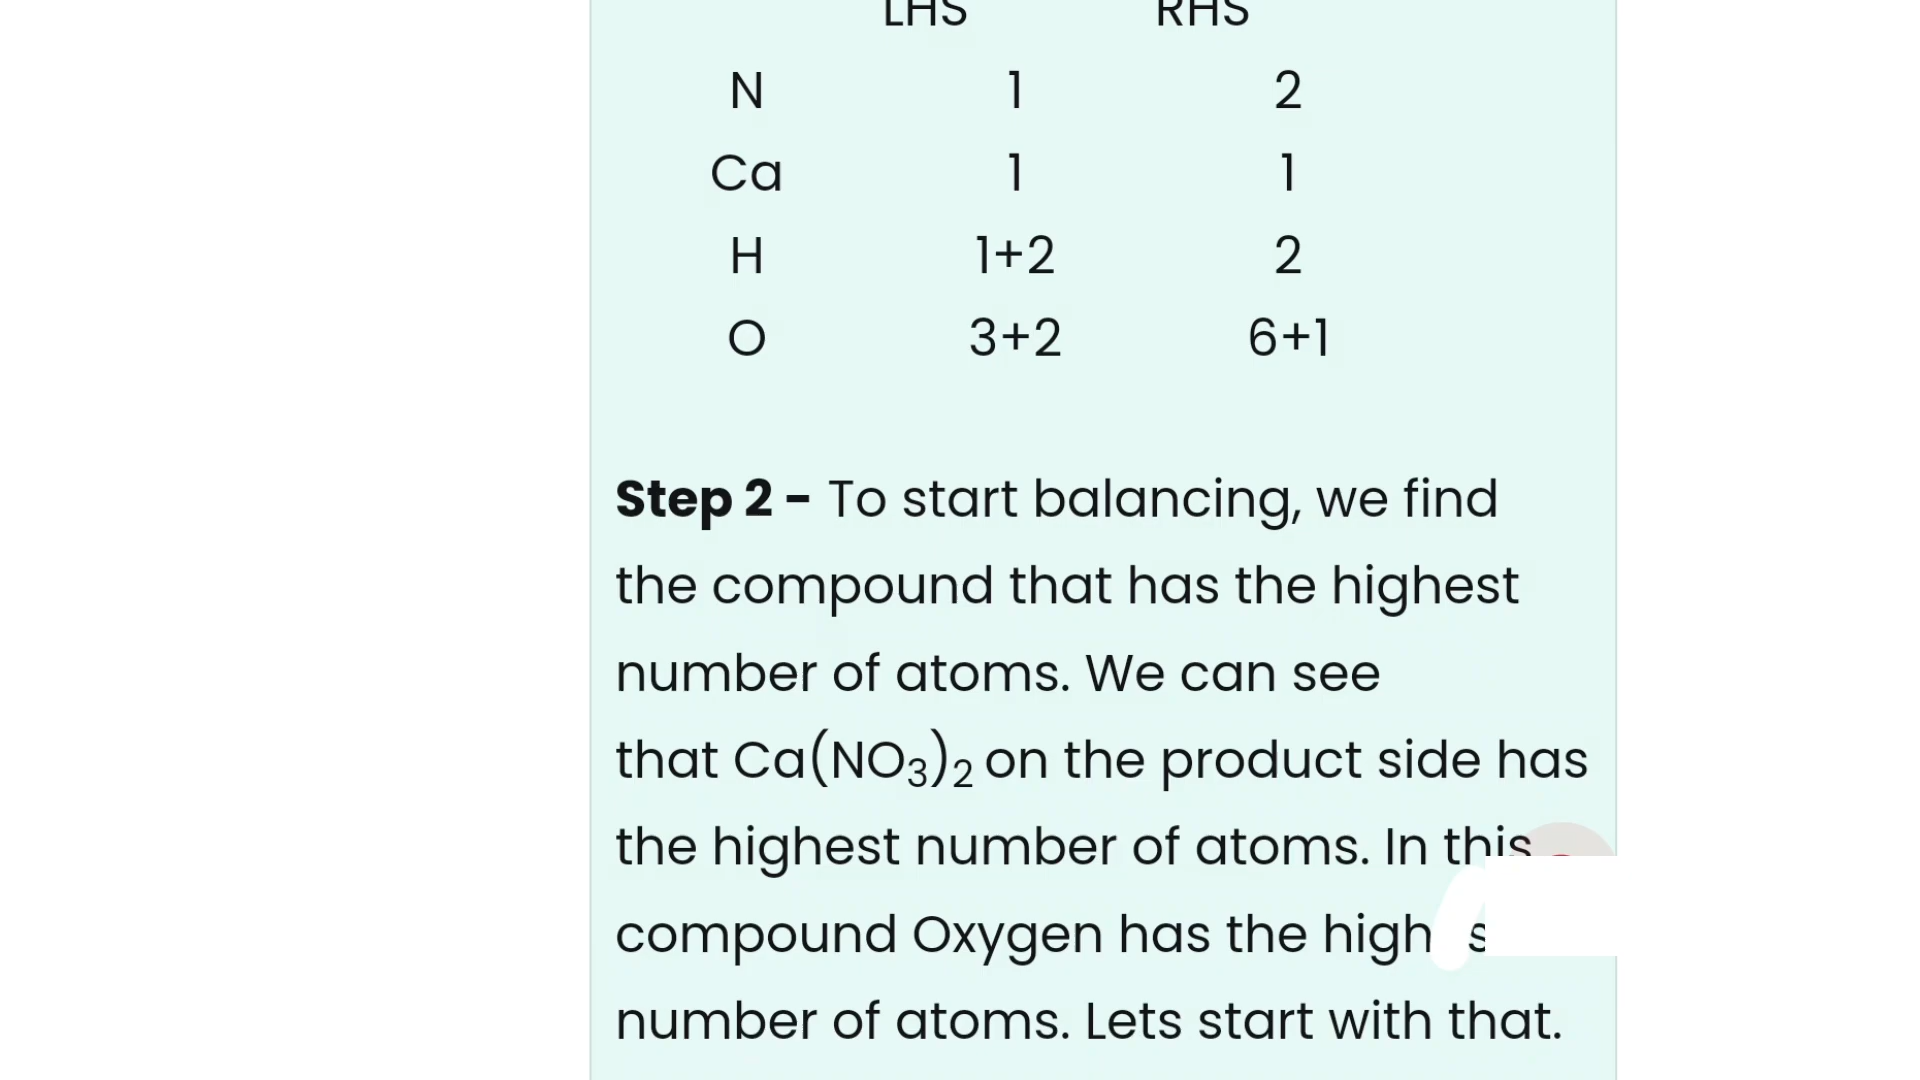 LHS RHS
N 1 2
Ca 1 1
H 1+2 2
O 3+2 6+1
Step 2 - To start balancing, we find
the compound that has the highest
number of atoms. We can see
that Ca(NO₃)₂ on the product side has
the highest number of atoms. In this
compound Oxygen has the
number of atoms. Lets start with that.